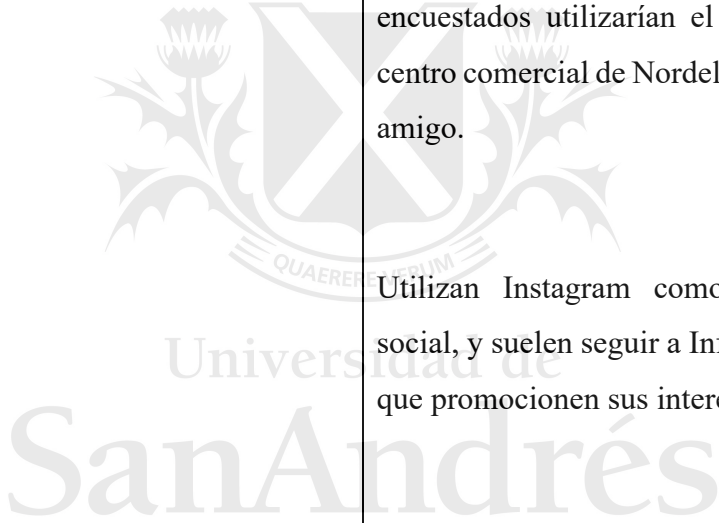 encuestados utilizarían el
centro comercial de Nordel
amigo.
QUAERERE VERUM
Utilizan Instagram como
social, y suelen seguir a Inf
que promocionen sus inter
Universidad de
SanAndrés